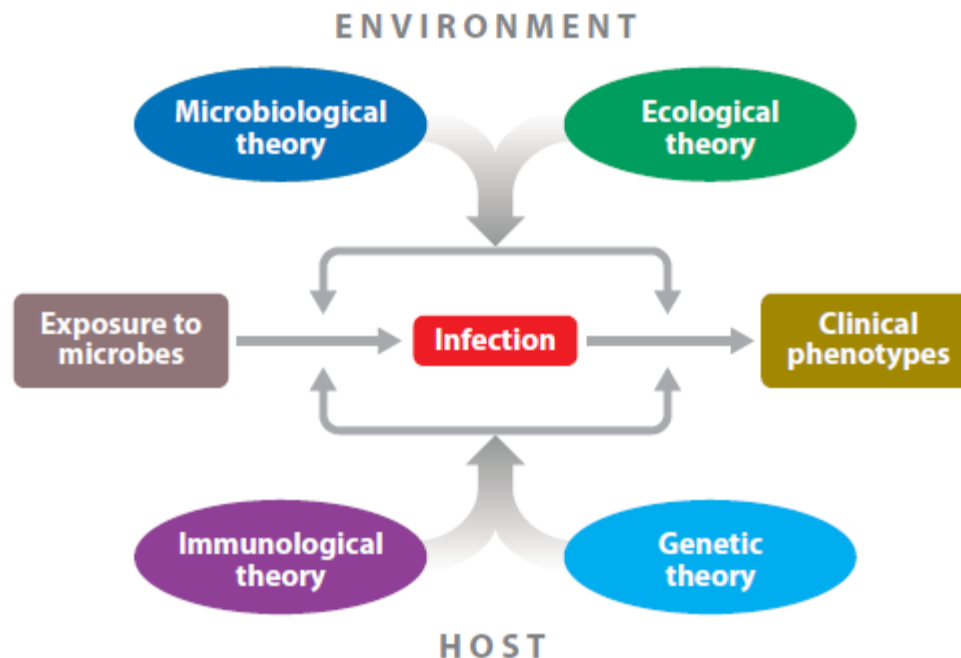 ENVIRONMENT
Microbiological
theory
Ecological
theory
Exposure to
microbes
Infection
Clinical
phenotypes
Immunological
theory
Genetic
theory
HOST